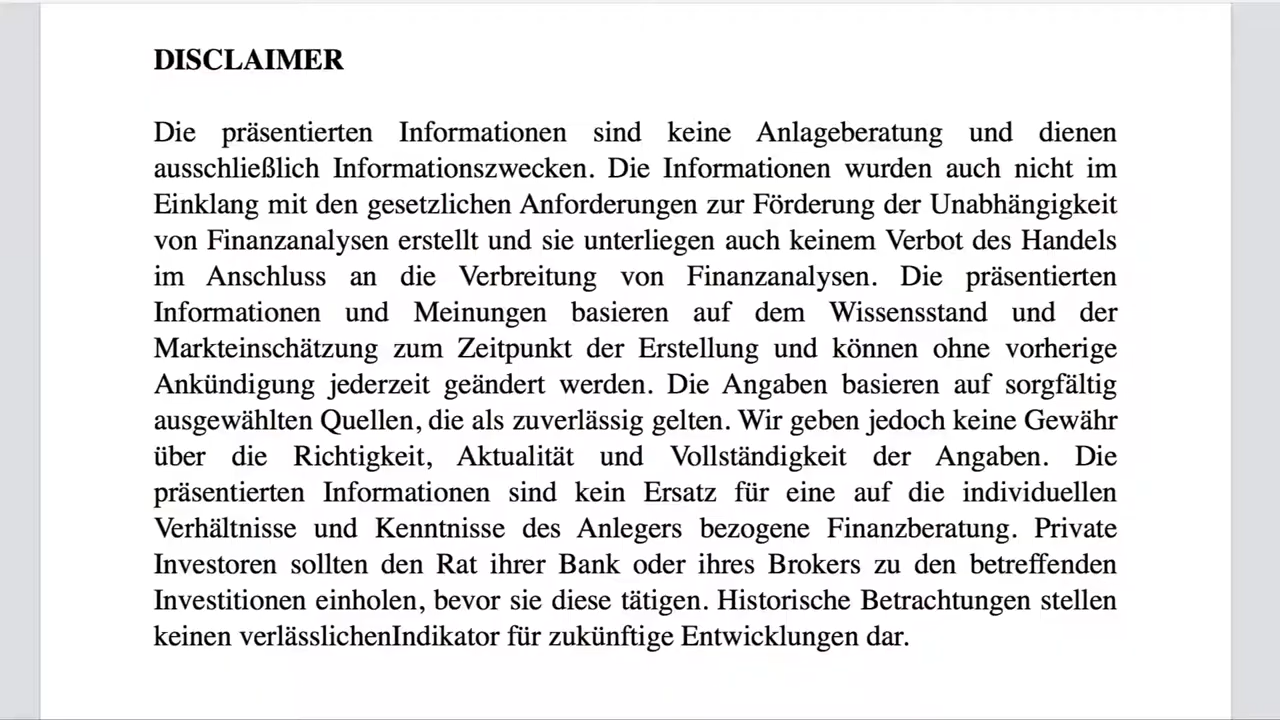 DISCLAIMER
Die präsentierten Informationen sind keine Anlageberatung und dienen
ausschließlich Informationszwecken. Die Informationen wurden auch nicht im
Einklang mit den gesetzlichen Anforderungen zur Förderung der Unabhängigkeit
von Finanzanalysen erstellt und sie unterliegen auch keinem Verbot des Handels
im Anschluss an die Verbreitung von Finanzanalysen. Die präsentierten
Informationen und Meinungen basieren auf dem Wissensstand und der
Markteinschätzung zum Zeitpunkt der Erstellung und können ohne vorherige
Ankündigung jederzeit geändert werden. Die Angaben basieren auf sorgfältig
ausgewählten Quellen, die als zuverlässig gelten. Wir geben jedoch keine Gewähr
über die Richtigkeit, Aktualität und Vollständigkeit der Angaben. Die
präsentierten Informationen sind kein Ersatz für eine auf die individuellen
Verhältnisse und Kenntnisse des Anlegers bezogene Finanzberatung. Private
Investoren sollten den Rat ihrer Bank oder ihres Brokers zu den betreffenden
Investitionen einholen, bevor sie diese tätigen. Historische Betrachtungen stellen
keinen verlässlichenIndikator für zukünftige Entwicklungen dar.